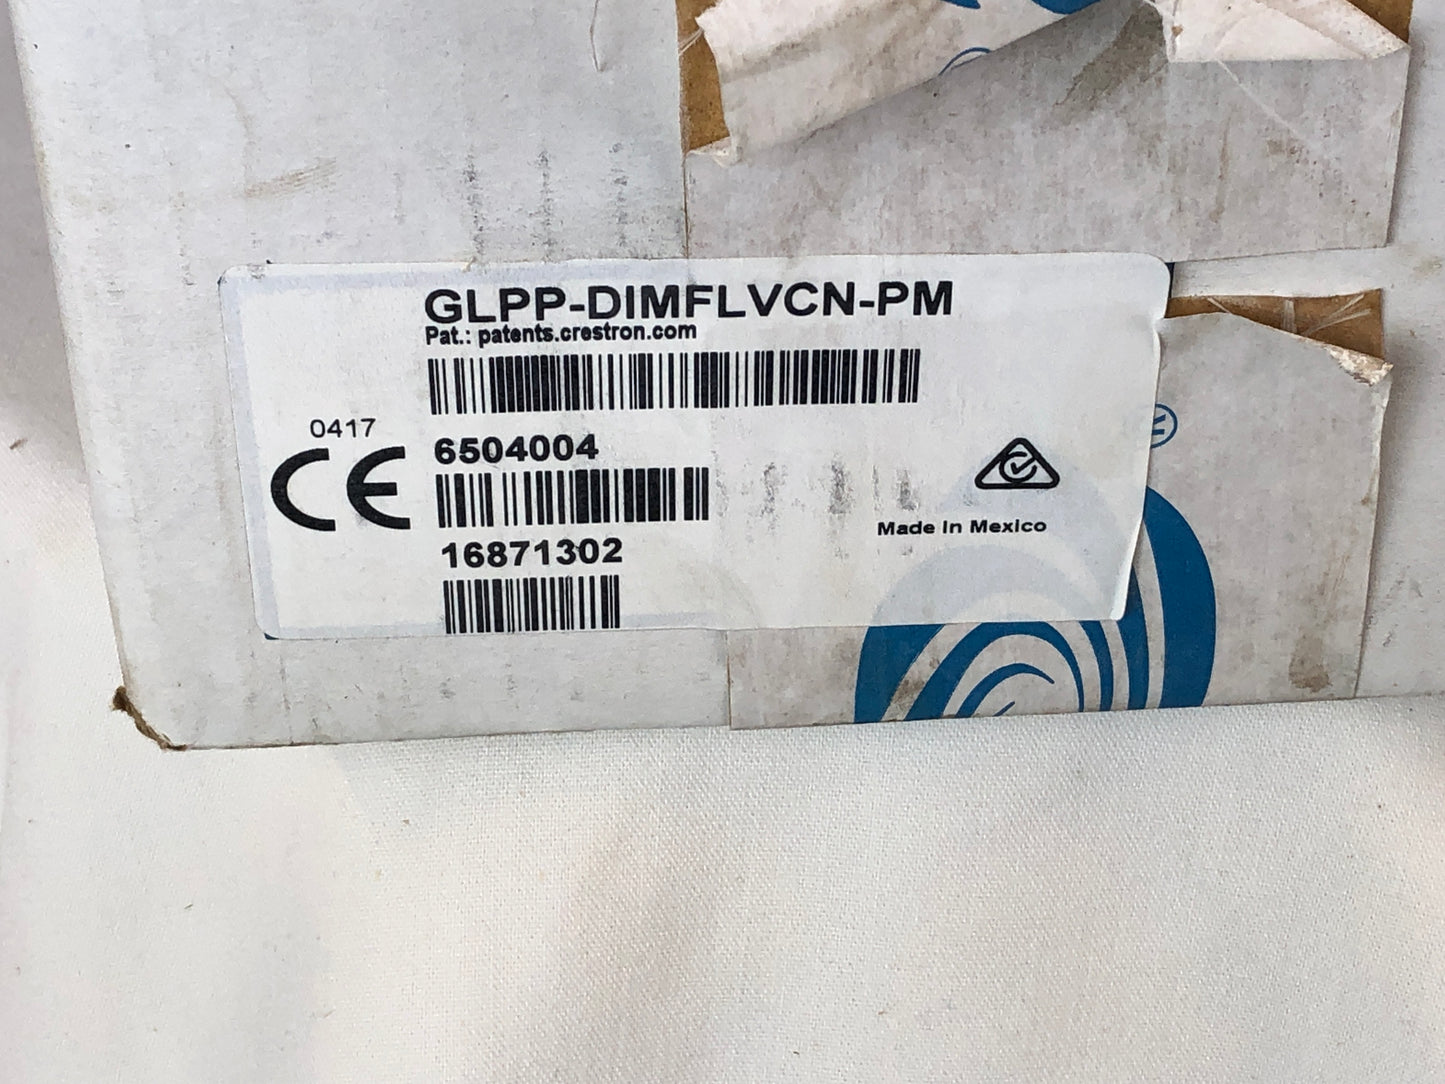 GLPP-DIMFLVCN-PM
Pat.: patents.crestron.com
0417
6504004
CE
16871302
Made In Mexico